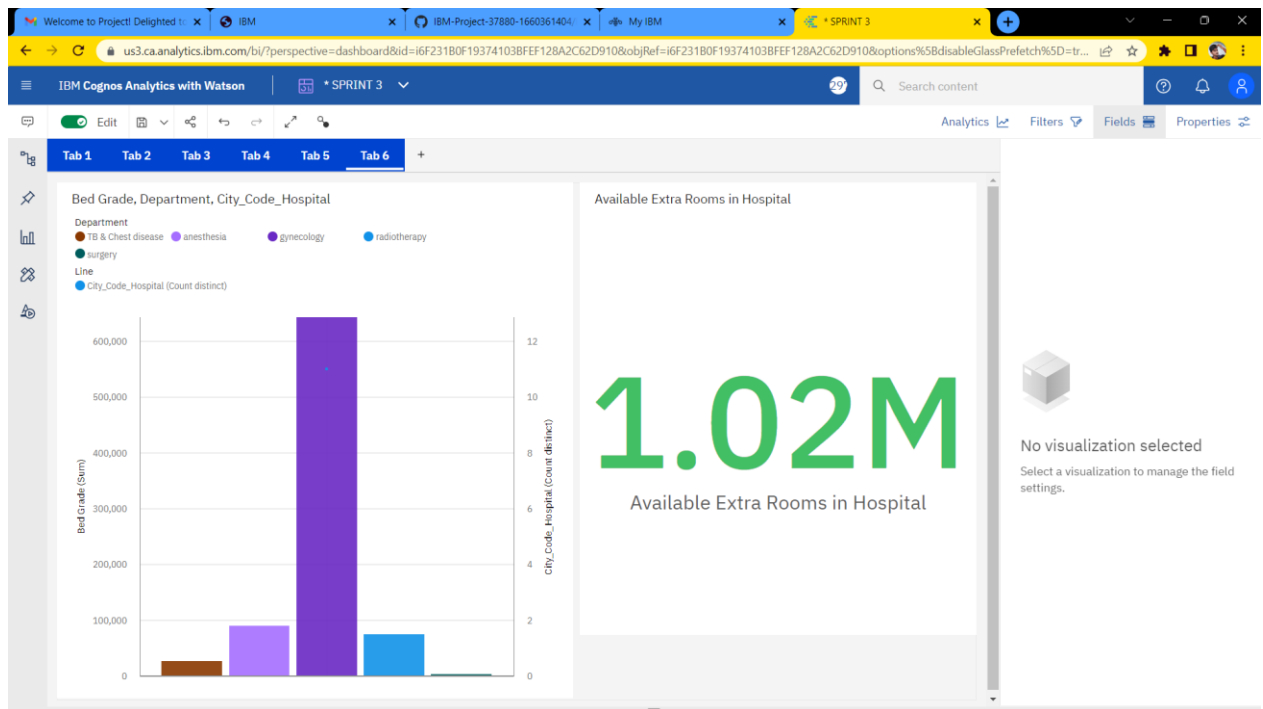 Welcome to Project! Delighted to
IBM
IBM-Project-37880-1660361404/
My IBM
* SPRINT 3
us3.ca.analytics.ibm.com/bi/?perspective=dashboard&id=i6F231B0F19374103BFEF128A2C62D910&objRef=i6F231B0F19374103BFEF128A2C62D910&options%5BdisableGlassPrefetch%5D=tr...
IBM Cognos Analytics with Watson
* SPRINT 3
Search content
Edit
Analytics
Filters
Fields
Properties
Tab 1 Tab 2 Tab 3 Tab 4 Tab 5 Tab 6 +
Bed Grade, Department, City_Code_Hospital
Department
TB & Chest disease anesthesia gynecology radiotherapy
surgery
Line
City_Code_Hospital (Count distinct)
Bed Grade (Sum)
600,000
500,000
400,000
300,000
200,000
100,000
0
12
10
8
6
4
2
0
City_Code_Hospital (Count distinct)
Available Extra Rooms in Hospital
1.02M
Available Extra Rooms in Hospital
No visualization selected
Select a visualization to manage the field
settings.